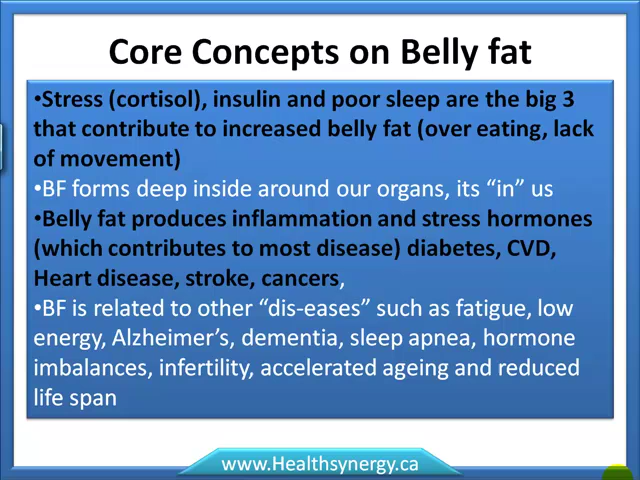 Core Concepts on Belly fat
•Stress (cortisol), insulin and poor sleep are the big 3
that contribute to increased belly fat (over eating, lack
of movement)
•BF forms deep inside around our organs, its “in” us
•Belly fat produces inflammation and stress hormones
(which contributes to most disease) diabetes, CVD,
Heart disease, stroke, cancers,
•BF is related to other “dis-eases” such as fatigue, low
energy, Alzheimer’s, dementia, sleep apnea, hormone
imbalances, infertility, accelerated ageing and reduced
life span
www.Healthsynergy.ca